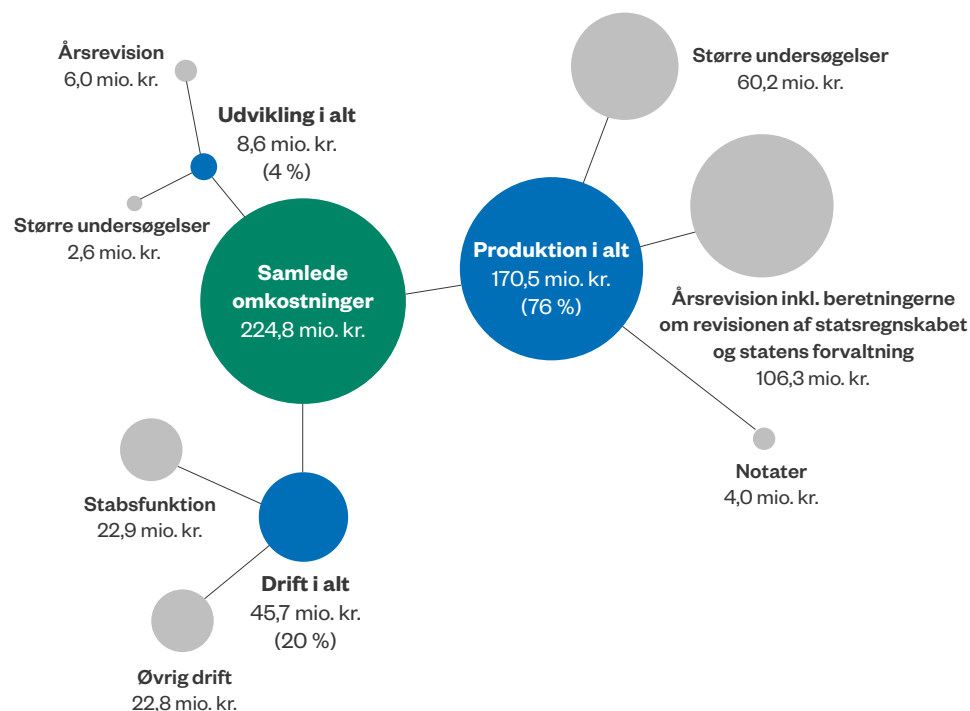 Årsrevision
6,0 mio. kr.
Udvikling i alt
8,6 mio. kr.
(4 %)
Større undersøgelser
2,6 mio. kr.
Samlede
omkostninger
224,8 mio. kr.
Større undersøgelser
60,2 mio. kr.
Produktion i alt
170,5 mio. kr.
(76 %)
Årsrevision inkl. beretningerne
om revisionen af statsregnskabet
og statens forvaltning
106,3 mio. kr.
Notater
4,0 mio. kr.
Stabsfunktion
22,9 mio. kr.
Drift i alt
45,7 mio. kr.
(20 %)
Øvrig drift
22,8 mio. kr.